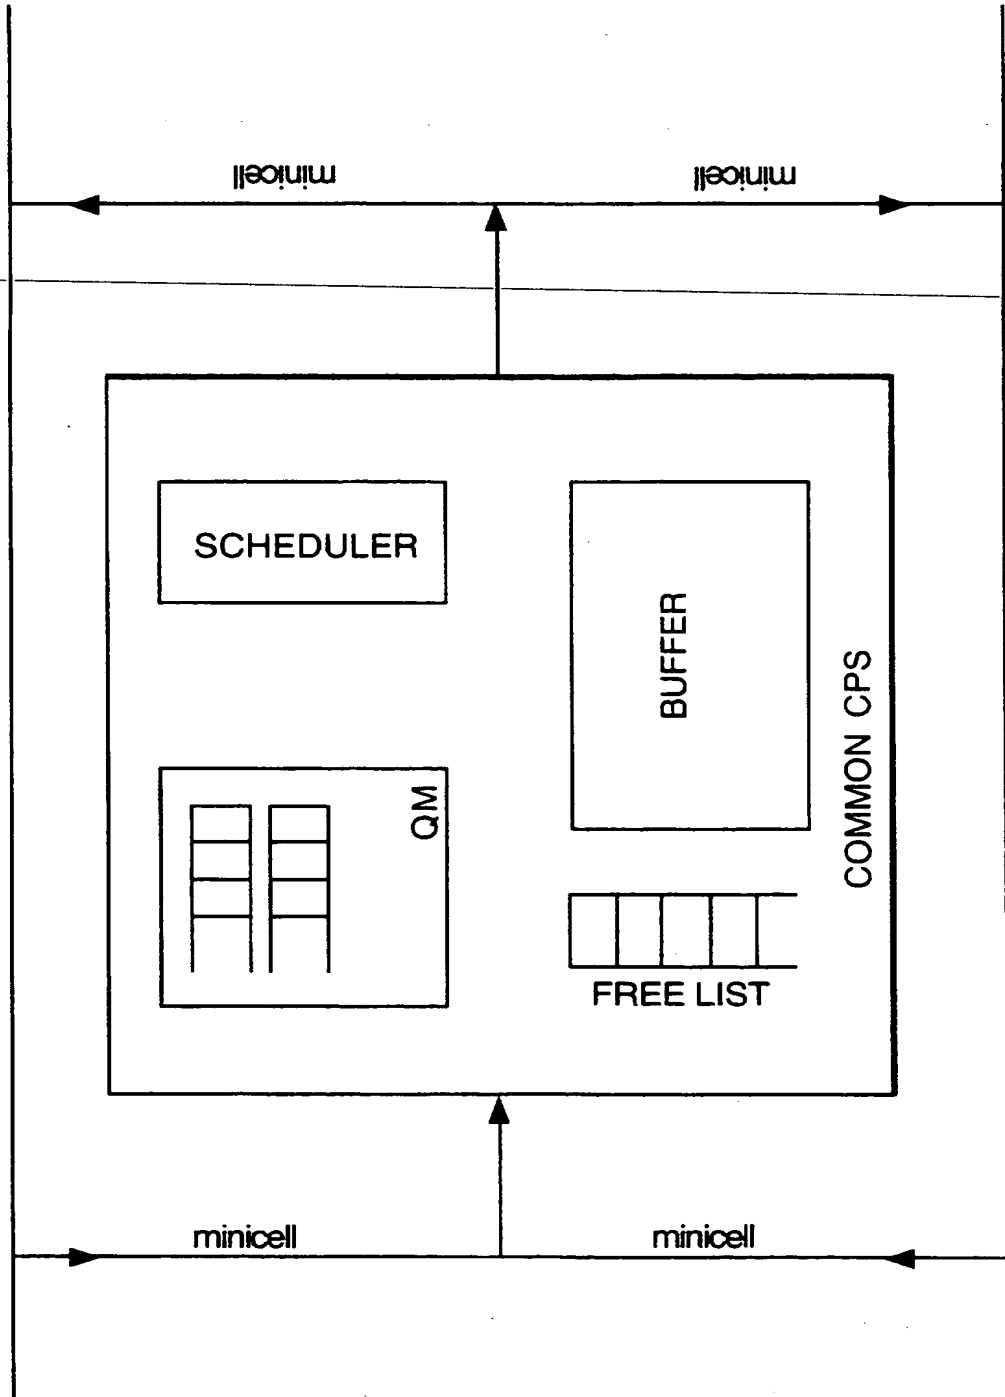 minicell
minicell
SCHEDULER
BUFFER
COMMON CPS
QM
FREE LIST
minicell
minicell